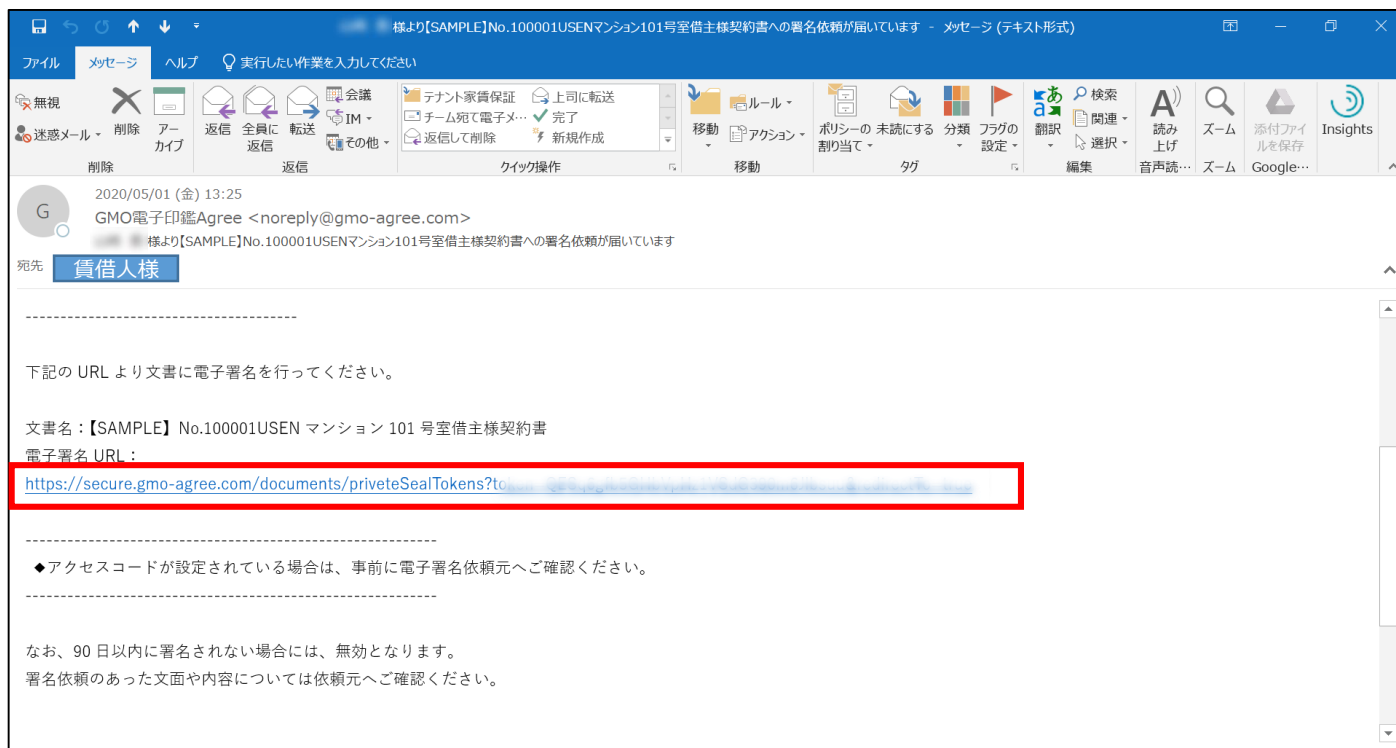 様より【SAMPLE】No.100001USENマンション101号室借主様契約書への署名依頼が届いています - メッセージ (テキスト形式)
ファイル メッセージ ヘルプ 実行したい作業を入力してください
無視
迷惑メール
削除
アーカイブ
削除
返信
全員に返信
転送
会議
IM
その他
返信
テナント家賃保証
チーム宛て電子メ…
返信して削除
上司に転送
完了
新規作成
クイック操作
移動
ルール
アクション
移動
ポリシーの割り当て
未読にする
分類
フラグの設定
タグ
翻訳
検索
関連
選択
編集
読み上げ
音声読…
ズーム
ズーム
添付ファイルを保存
Google…
Insights
2020/05/01 (金) 13:25
G
GMO電子印鑑Agree <noreply@gmo-agree.com>
様より【SAMPLE】No.100001USENマンション101号室借主様契約書への署名依頼が届いています
宛先 賃借人様
---------------------------------------
下記の URL より文書に電子署名を行ってください。
文書名：【SAMPLE】No.100001USEN マンション 101 号室借主様契約書
電子署名 URL：
https://secure.gmo-agree.com/documents/priveteSealTokens?to
-----------------------------------------------------------
◆アクセスコードが設定されている場合は、事前に電子署名依頼元へご確認ください。
-----------------------------------------------------------
なお、90 日以内に署名されない場合には、無効となります。
署名依頼のあった文面や内容については依頼元へご確認ください。